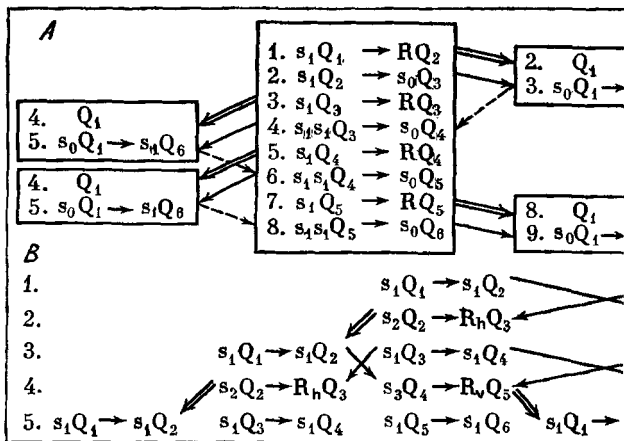 A
1. s₁Q₁ → RQ₂
2. s₁Q₂ → s₀Q₃
3. s₁Q₃ → RQ₃
4. s₁s₁Q₃ → s₀Q₄
5. s₁Q₄ → RQ₄
6. s₁s₁Q₄ → s₀Q₅
7. s₁Q₅ → RQ₅
8. s₁s₁Q₅ → s₀Q₆
2. Q₁
3. s₀Q₁ →
4. Q₁
5. s₀Q₁ → s₁Q₆
4. Q₁
5. s₀Q₁ → s₁Q₆
8. Q₁
9. s₀Q₁ →
B
1. s₁Q₁ → s₁Q₂
2. s₂Q₂ → RₕQ₃
3. s₁Q₁ → s₁Q₂ s₁Q₃ → s₁Q₄
4. s₂Q₂ → RₕQ₃ s₃Q₄ → RᵥQ₅
5. s₁Q₁ → s₁Q₂ s₁Q₃ → s₁Q₄ s₁Q₅ → s₁Q₆ s₁Q₁ →